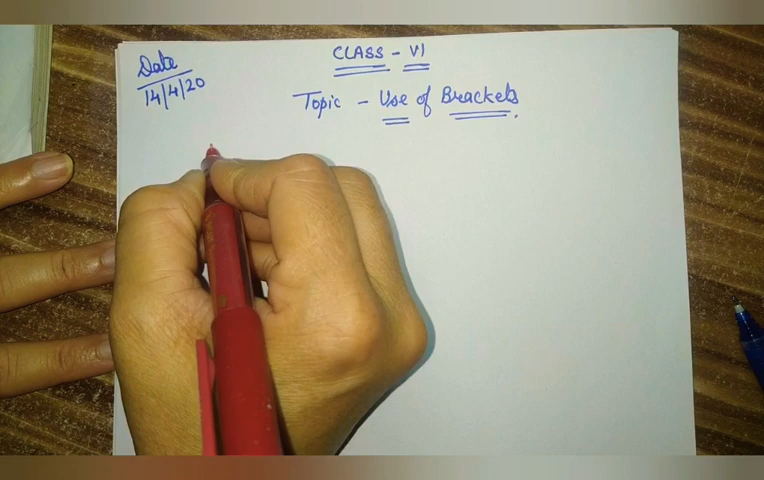 CLASS - VI
Date
14/4/20
Topic - Use of Brackets.